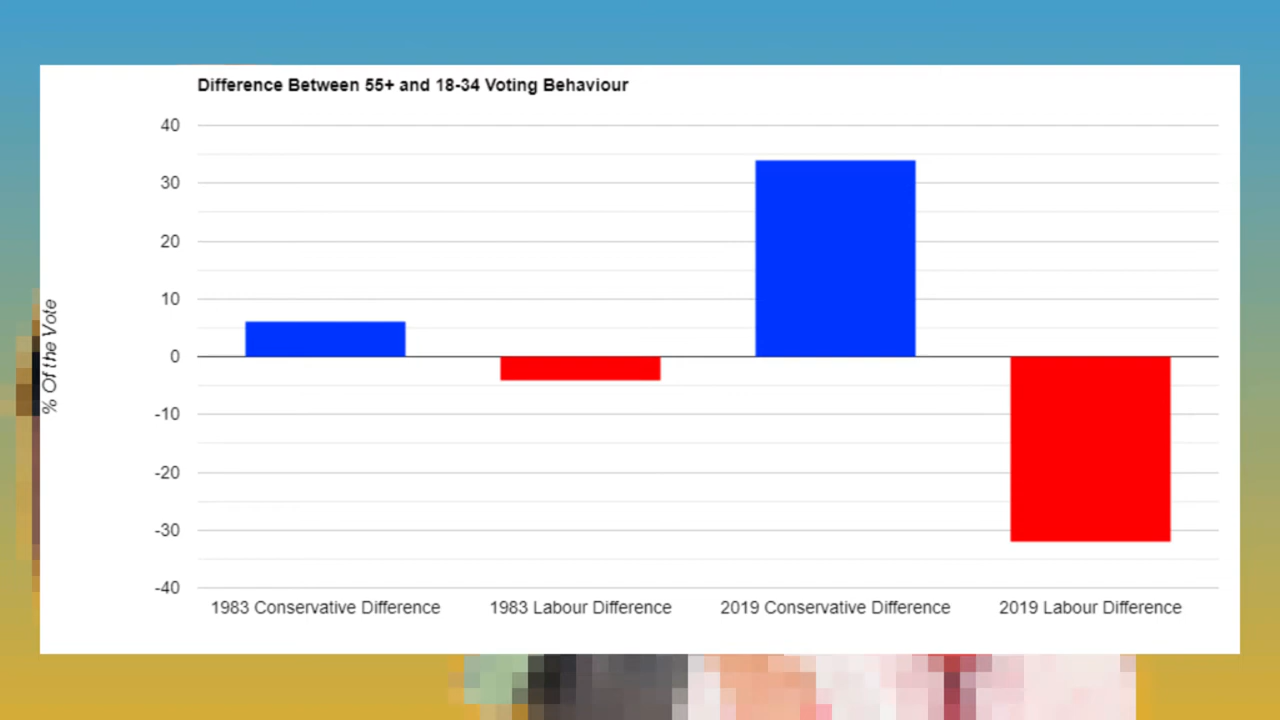 Difference Between 55+ and 18-34 Voting Behaviour
40
30
20
10
0
-10
-20
-30
-40
% Of the Vote
1983 Conservative Difference
1983 Labour Difference
2019 Conservative Difference
2019 Labour Difference